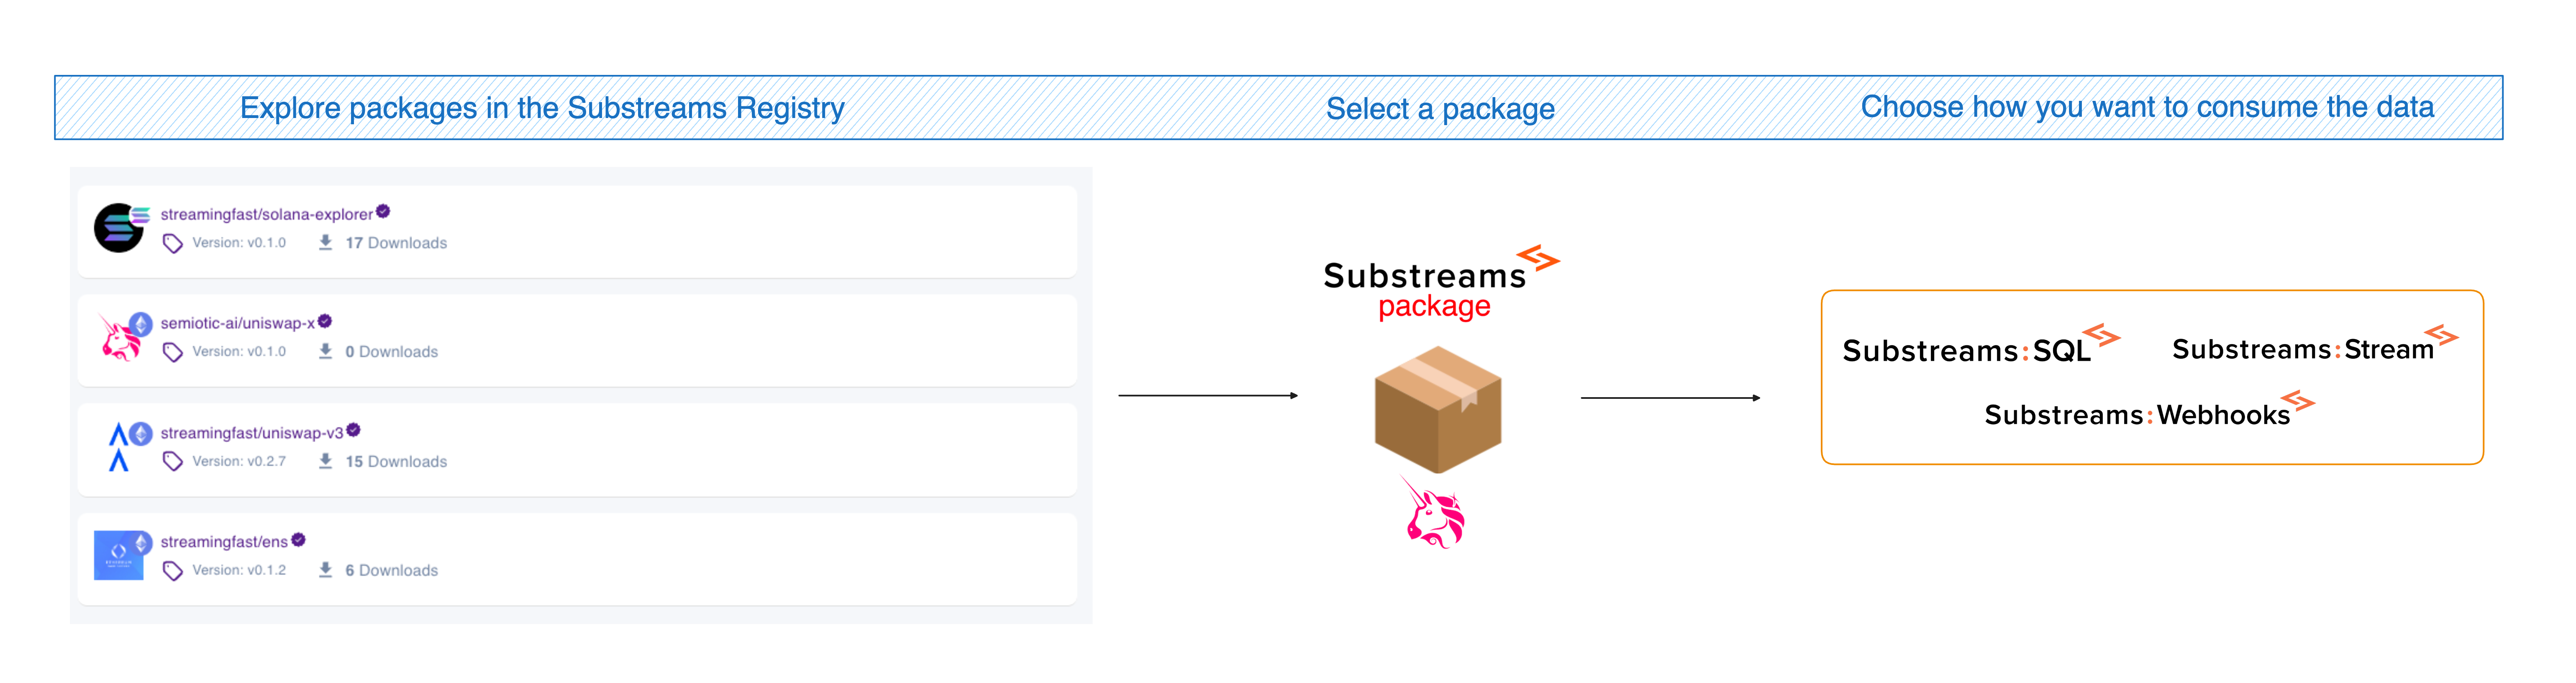 Explore packages in the Substreams Registry
Select a package
Choose how you want to consume the data
streamingfast/solana-explorer
Version: v0.1.0 17 Downloads
semiotic-ai/uniswap-x
Version: v0.1.0 0 Downloads
streamingfast/uniswap-v3
Version: v0.2.7 15 Downloads
streamingfast/ens
Version: v0.1.2 6 Downloads
Substreams
package
Substreams:SQL
Substreams:Stream
Substreams:Webhooks